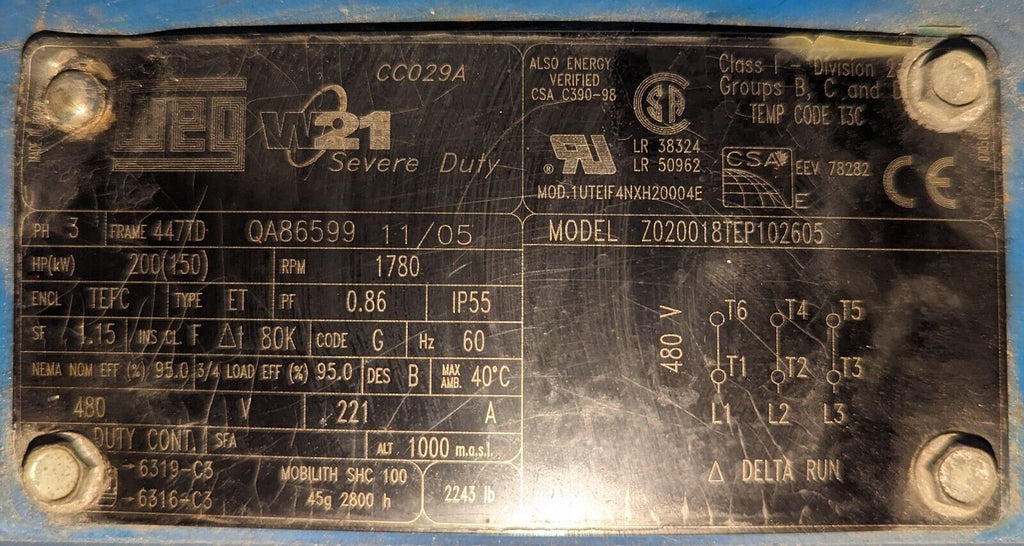 CC029A
WEG
W21
Severe Duty
ALSO ENERGY
VERIFIED
CSA C390-98
Class I - Division 2
Groups B, C and
TEMP CODE T3C
LR 38324
LR 50962
MOD.1UTEIF4NXH20004E
CSA
E
EEV 78282
CE
PH 3 FRAME 447TD QA86599 11/05
HP(kW) 200(150) RPM 1780
ENCL TEFC TYPE ET PF 0.86 IP55
SF 1.15 INS CL F Δt 80K CODE G Hz 60
NEMA NOM EFF (%) 95.0 3/4 LOAD EFF (%) 95.0 DES B MAX AMB. 40°C
480 V 221 A
DUTY CONT. SFA ALT 1000 m.a.s.l.
→6319-C3
→6316-C3
MOBILITH SHC 100
45g 2800 h
2243 lb
MODEL Z020018TEP102605
480 V
T6 T4 T5
T1 T2 T3
L1 L2 L3
Δ DELTA RUN